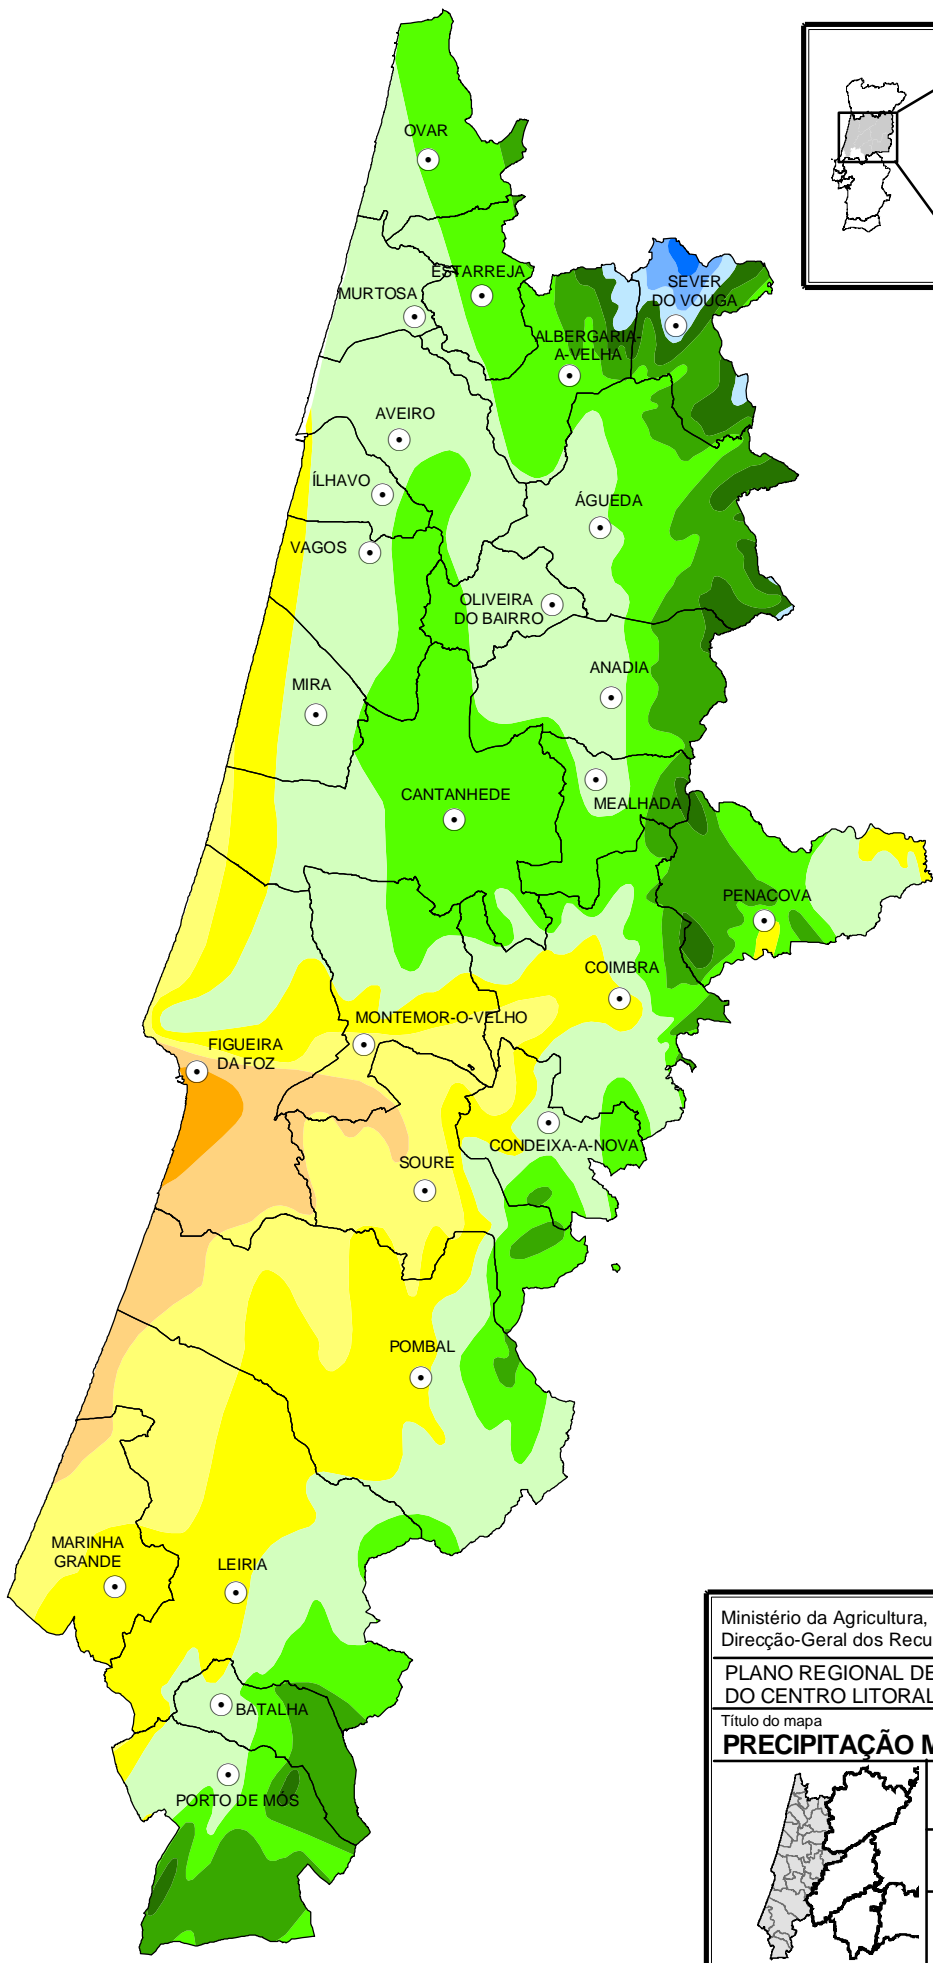 OVAR
ESTARREJA
MURTOSA
SEVER
DO VOUGA
ALBERGARIA-
A-VELHA
AVEIRO
ÍLHAVO
ÁGUEDA
VAGOS
OLIVEIRA
DO BAIRRO
ANADIA
MIRA
CANTANHEDE
MEALHADA
PENACOVA
COIMBRA
MONTEMOR-O-VELHO
FIGUEIRA
DA FOZ
CONDEIXA-A-NOVA
SOURE
POMBAL
MARINHA
GRANDE
LEIRIA
BATALHA
PORTO DE MÓS
Ministério da Agricultura,
Direcção-Geral dos Recu
PLANO REGIONAL DE
DO CENTRO LITORAL
Título do mapa
PRECIPITAÇÃO M